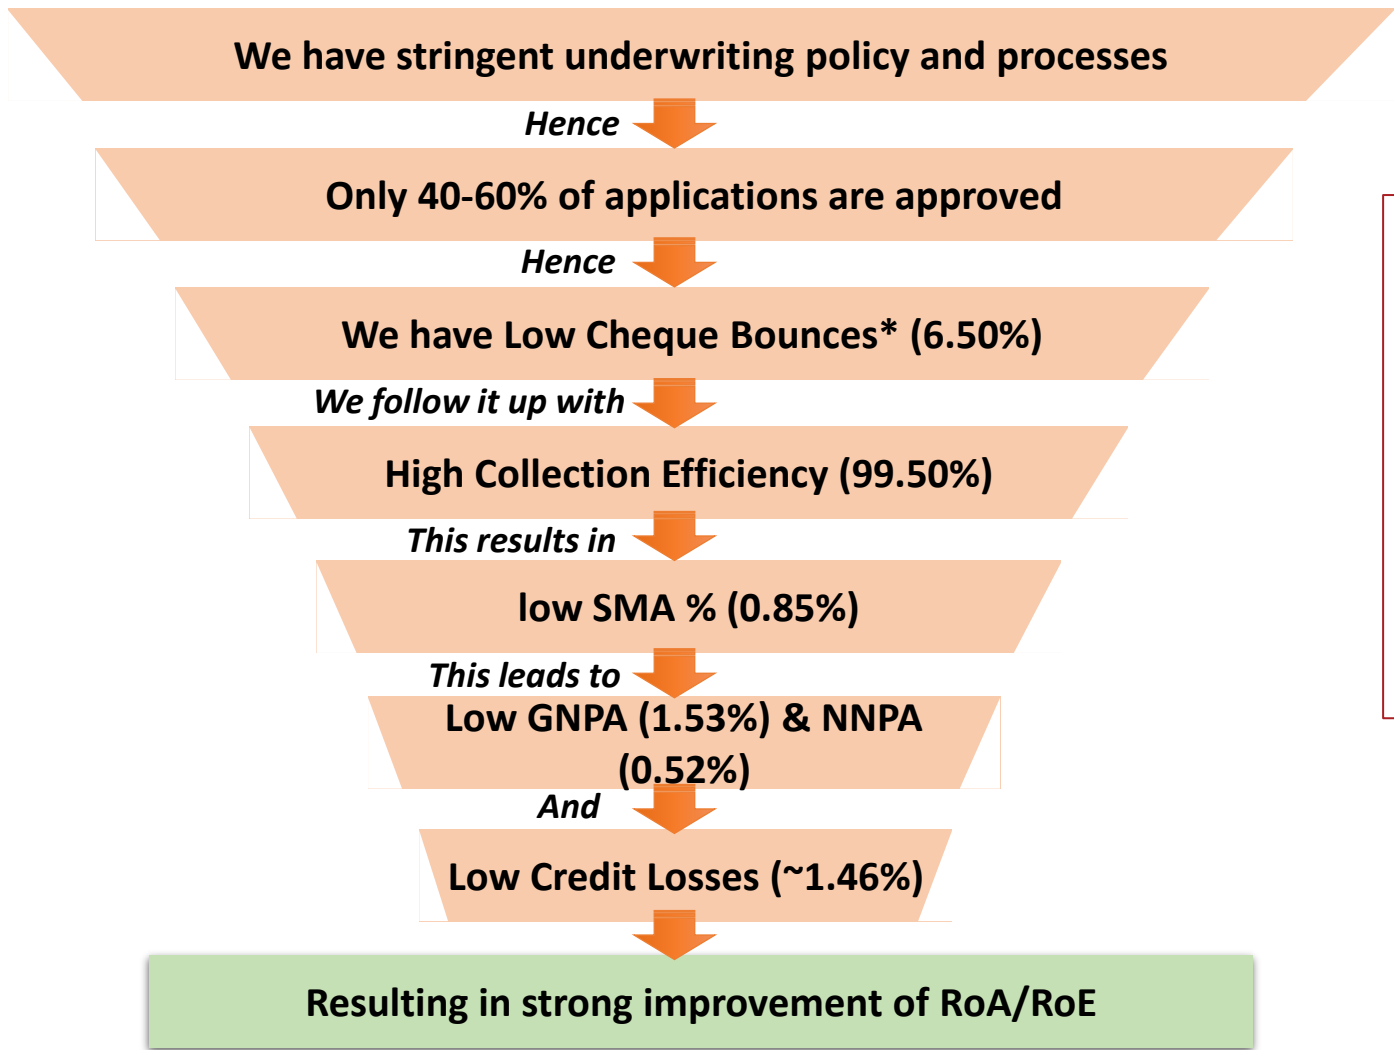 We have stringent underwriting policy and processes
Hence
Only 40-60% of applications are approved
Hence
We have Low Cheque Bounces* (6.50%)
We follow it up with
High Collection Efficiency (99.50%)
This results in
low SMA % (0.85%)
This leads to
Low GNPA (1.53%) & NNPA
(0.52%)
And
Low Credit Losses (~1.46%)
Resulting in strong improvement of RoA/RoE